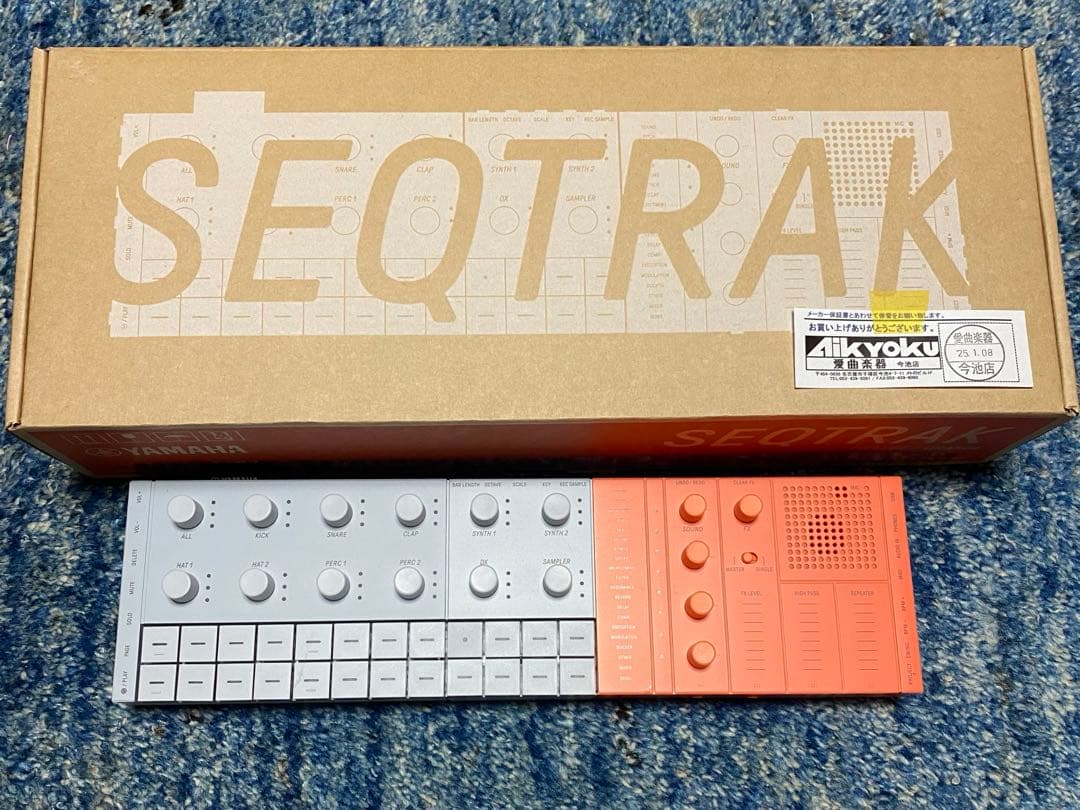 SEQTRAK
VOL +
BAR LENGTH OCTAVE SCALE KEY REC SAMPLE
UNDO / REDO CLEAR FX
MIC
ALL SNARE CLAP SYNTH 1 SYNTH 2
HAT 1 PERC 1 PERC 2 DX SAMPLER
MUTE
SOLO
/ PLAY
SINGLE
メーカー保証書とあわせて保管をお願い致します。
お買い上げありがとうございます。
AiKYOKU
愛曲楽器 今池店
愛曲楽器
'25.1.08
今池店
YAMAHA
SEQTRAK
VOL +
VOL -
DELETE
MUTE
SOLO
PAGE
/ PLAY
BAR LENGTH OCTAVE SCALE KEY REC SAMPLE
ALL KICK SNARE CLAP SYNTH 1 SYNTH 2
HAT 1 HAT 2 PERC 1 PERC 2 DX SAMPLER
UNDO / REDO CLEAR FX
MIC
SOUND FX
MASTER SINGLE
FX LEVEL HIGH PASS REPEATER